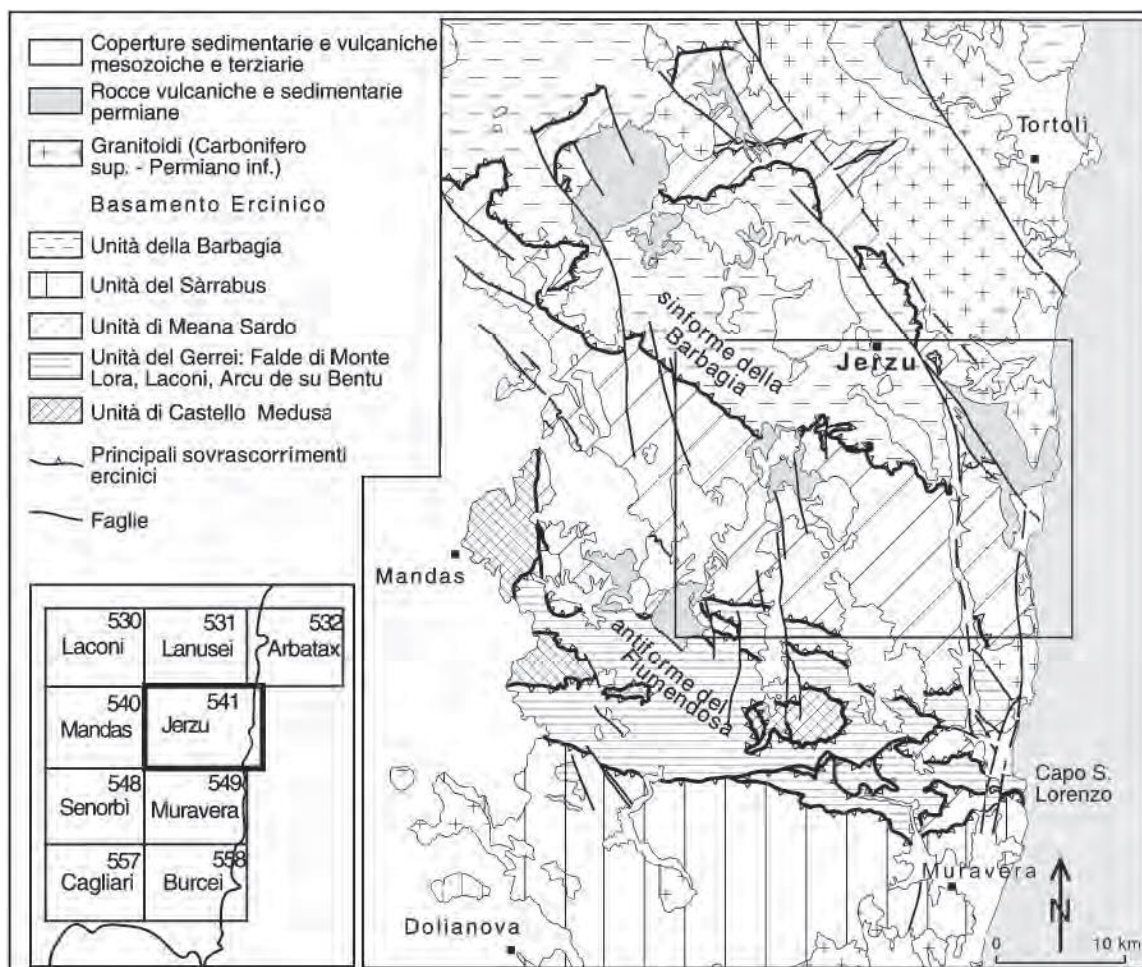 Coperture sedimentarie e vulcaniche
mesozoiche e terziarie
Rocce vulcaniche e sedimentarie
permiane
Granitoidi (Carbonifero
sup. - Permiano inf.)
Basamento Ercinico
Unità della Barbagia
Unità del Sàrrabus
Unità di Meana Sardo
Unità del Gerrei: Falde di Monte
Lora, Laconi, Arcu de su Bentu
Unità di Castello Medusa
Principali sovrascorrimenti
ercinici
Faglie
530
Laconi
531
Lanusei
532
Arbatax
540
Mandas
541
Jerzu
548
Senorbì
549
Muravera
557
Cagliari
558
Burcei
Tortolì
sinforme della
Barbagia
Jerzu
Mandas
antiforme del
Flumendosa
Capo S.
Lorenzo
Muravera
Dolianova
N
0
10 km